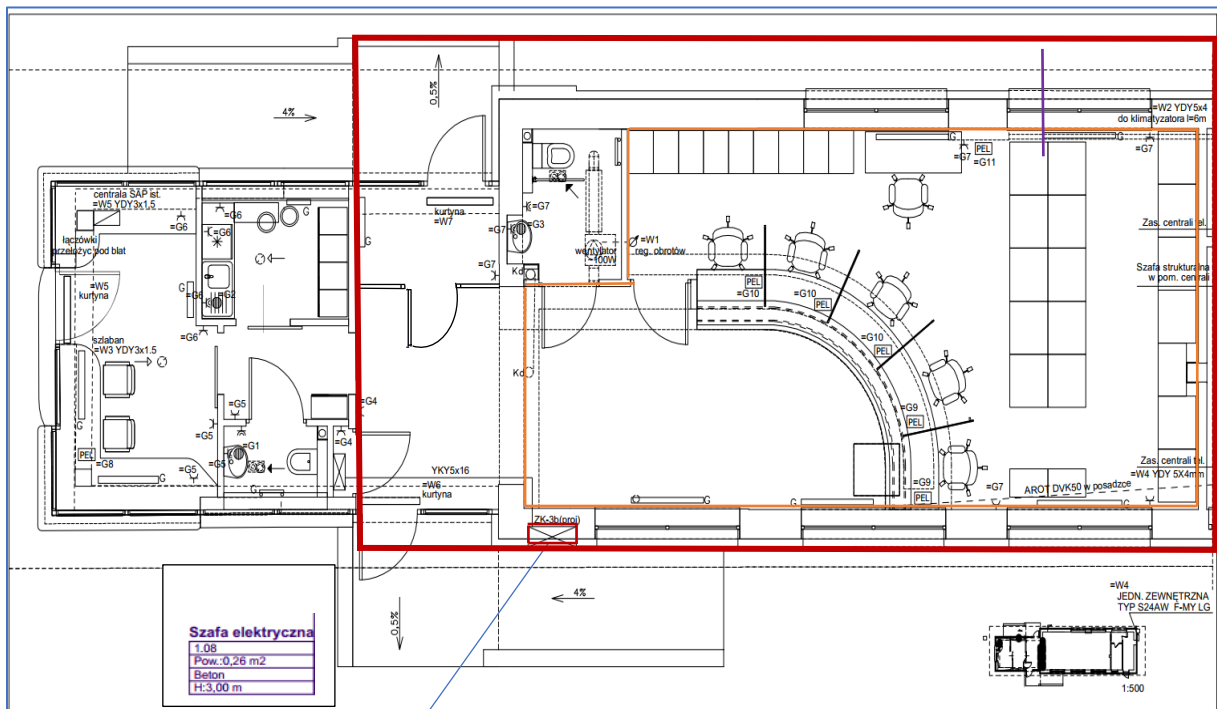 4%
0,5%
=W2 YDY5x4
do klimatyzatora l=6m
=G7
PEL
=G7
=G11
G
centrala SAP ist.
=W5 YDY3x1.5
=G6
=G6
G
łączówki
przełożyc pod blat
kurtyna
=W7
G
=G7
=G7
=G3
Kd
wentylator
~100W
=W1
reg. obrotów
Zas. centrali tel.
Szafa strukturalna
w pom. centrali
=W5
kurtyna
=G6
=G2
G
=G7
=G6
szlaban
=W3 YDY3x1.5
PEL
=G10
=G10
PEL
=G10
PEL
Kd
G
=G5
=G5
=G4
=G4
=G9
PEL
PEL
=G8
G
=G5
=G1
=G5
G
YKY5x16
=W6
kurtyna
G
G
G
=G9
PEL
=G7
AROT DVK50 w posadzce
G
Zas. centrali tel.
=W4 YDY 5X4mm
ZK-3b(proj)
4%
0,5%
Szafa elektryczna
1.08
Pow.:0,26 m2
Beton
H:3,00 m
=W4
JEDN. ZEWNĘTRZNA
TYP S24AW F-MY LG
1:500